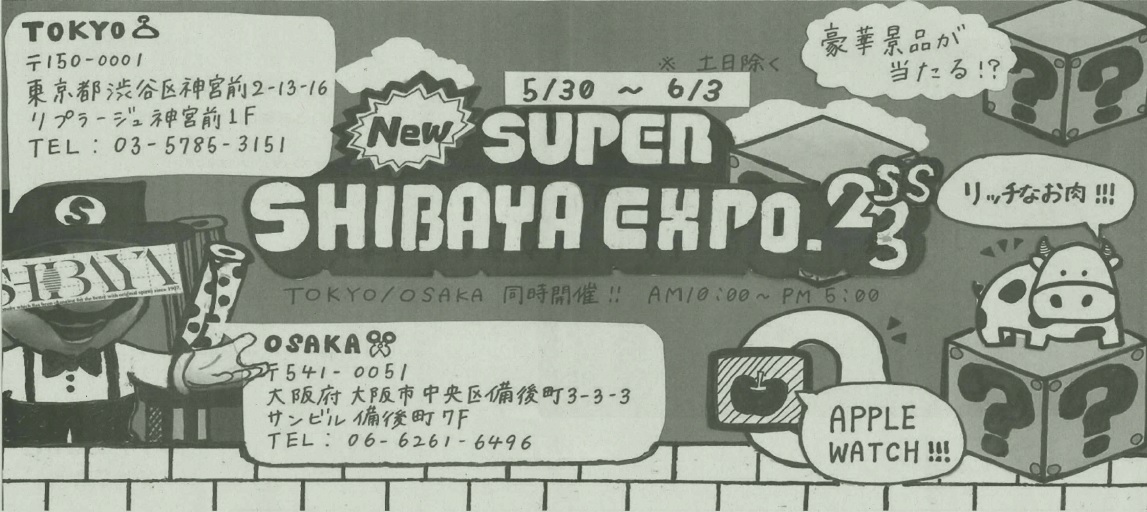 TOKYO
〒150-0001
東京都渋谷区神宮前2-13-16
リプラージュ神宮前1F
TEL: 03-5785-3151
※ 土日除く
5/30 ~ 6/3
New SUPER
SHIBAYA EXPO. 23 SS
TOKYO/OSAKA 同時開催!! AM10:00~PM 5:00
豪華景品が
当たる!?
?
?
リッチなお肉!!!
S
SHIBAYA
OSAKA
〒541-0051
大阪府大阪市中央区備後町3-3-3
サンビル備後町7F
TEL: 06-6261-6496
APPLE
WATCH!!!
?
?